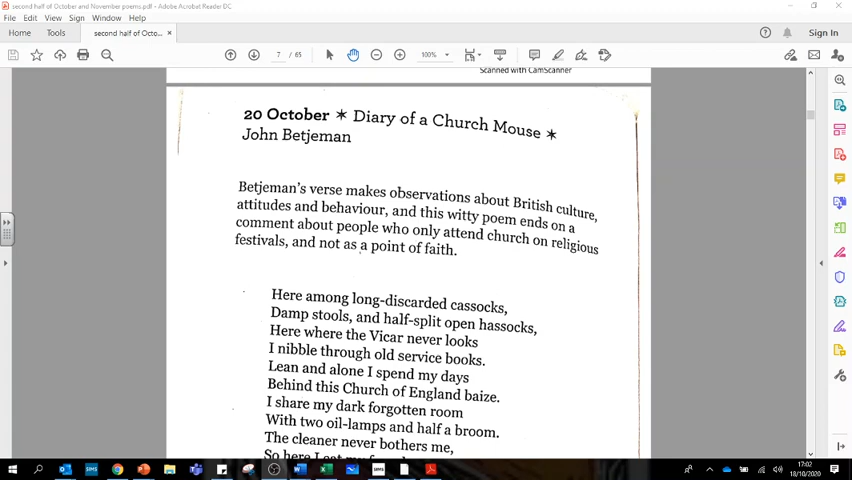 second half of October and November poems.pdf - Adobe Acrobat Reader DC
File Edit View Sign Window Help
Home Tools second half of Octo... × Sign In
7 / 65 100%
Scanned with CamScanner
20 October ✶ Diary of a Church Mouse ✶
John Betjeman
Betjeman's verse makes observations about British culture,
attitudes and behaviour, and this witty poem ends on a
comment about people who only attend church on religious
festivals, and not as a point of faith.
Here among long-discarded cassocks,
Damp stools, and half-split open hassocks,
Here where the Vicar never looks
I nibble through old service books.
Lean and alone I spend my days
Behind this Church of England baize.
I share my dark forgotten room
With two oil-lamps and half a broom.
The cleaner never bothers me,
So here I eat my
17:02
18/10/2020